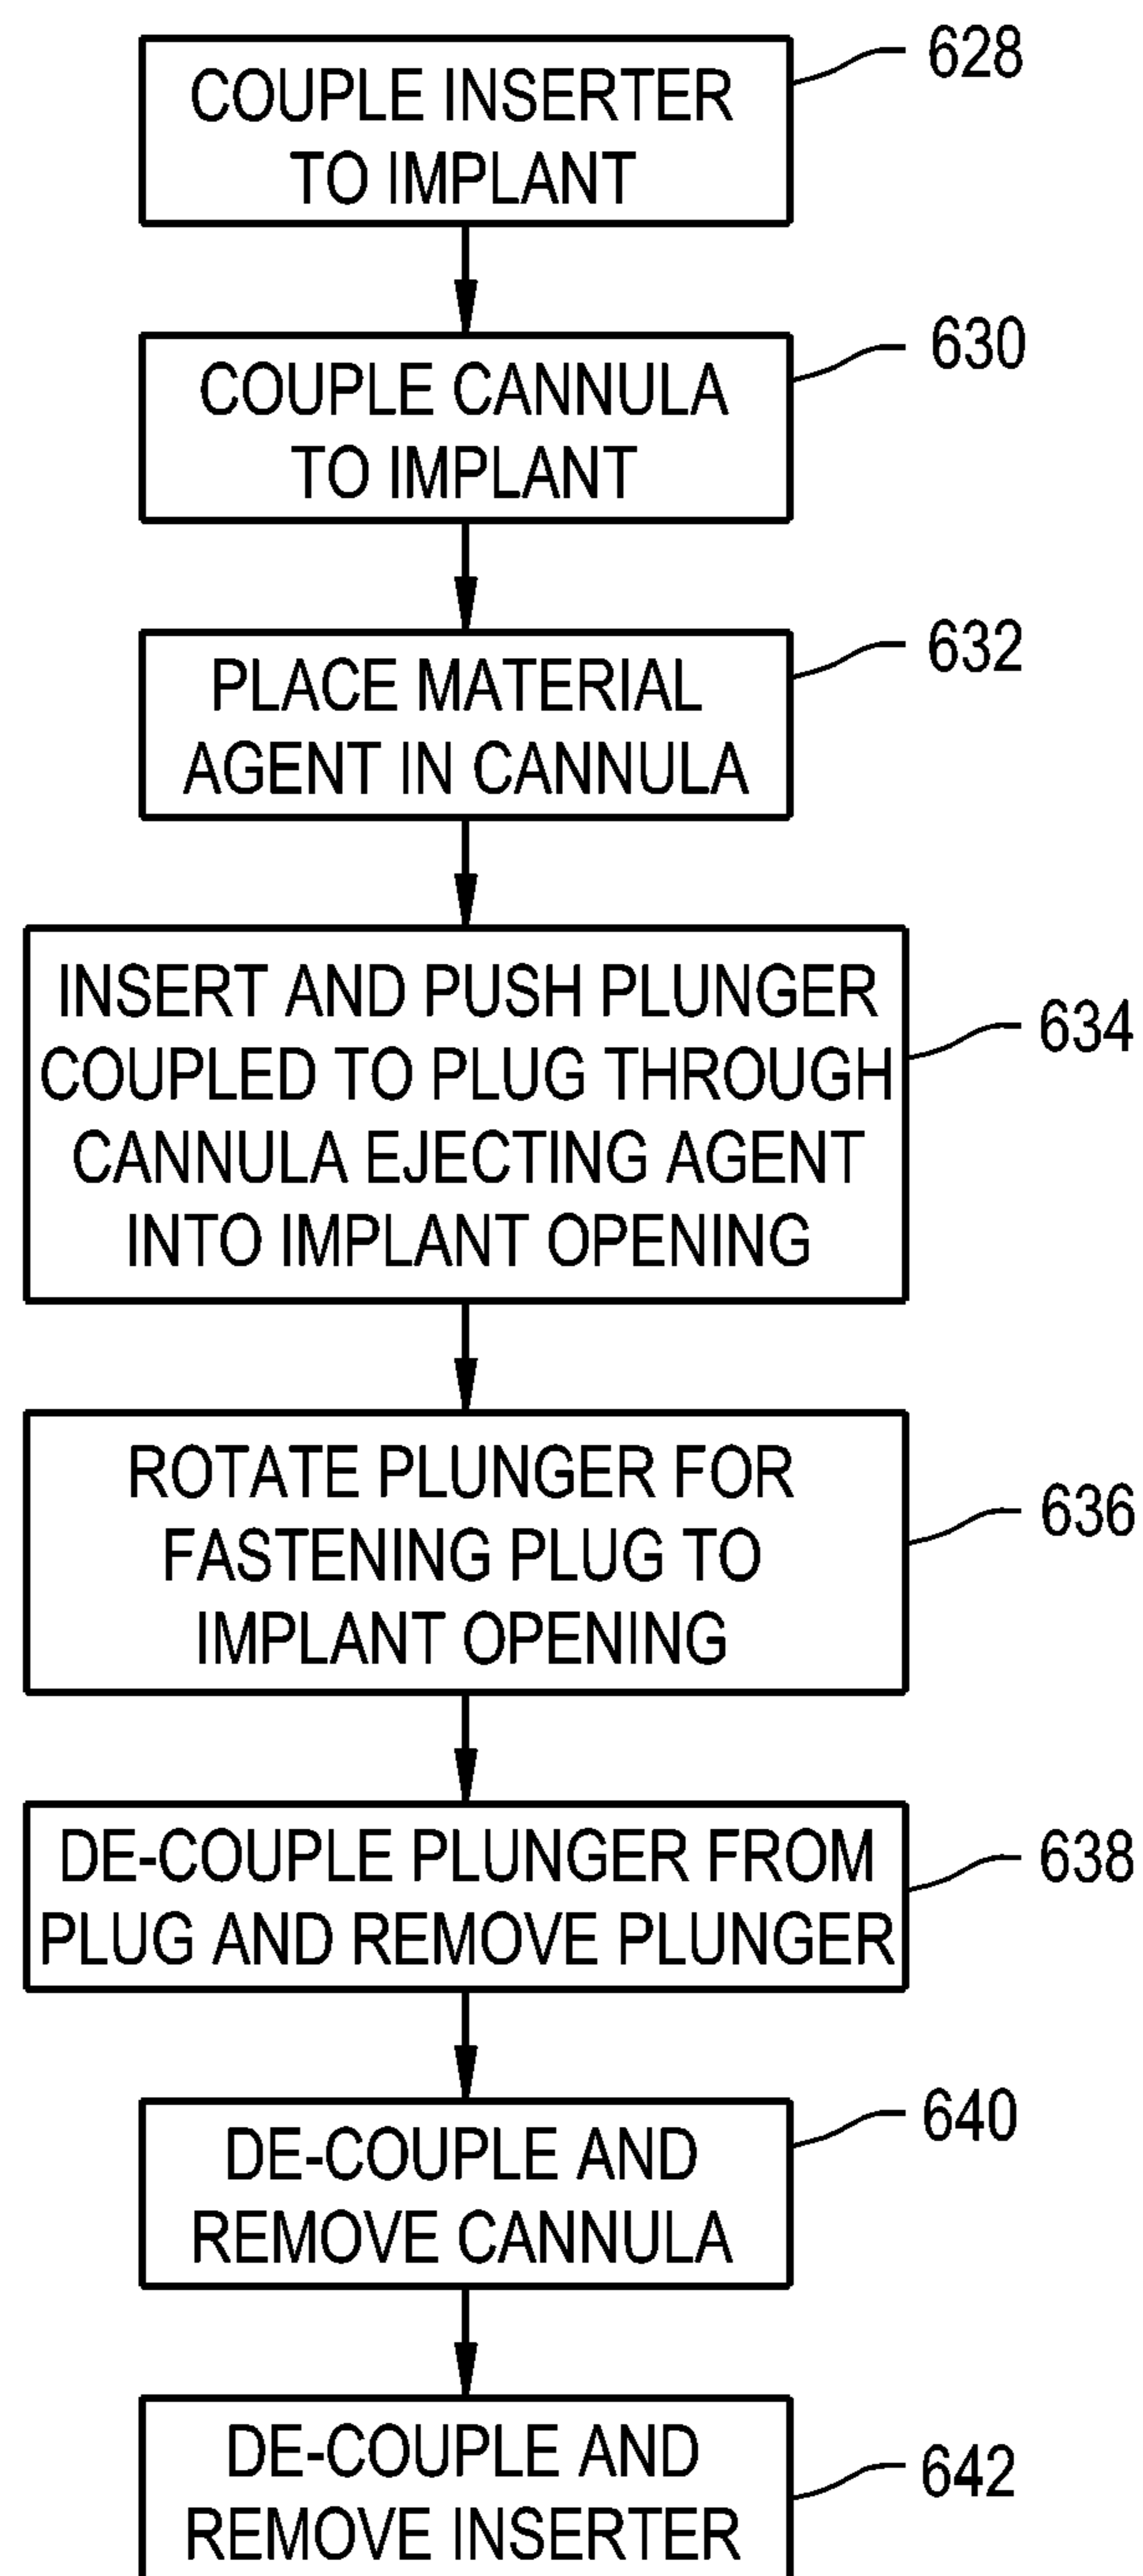 COUPLE INSERTER
TO IMPLANT
628
COUPLE CANNULA
TO IMPLANT
630
PLACE MATERIAL
AGENT IN CANNULA
632
INSERT AND PUSH PLUNGER
COUPLED TO PLUG THROUGH
CANNULA EJECTING AGENT
INTO IMPLANT OPENING
634
ROTATE PLUNGER FOR
FASTENING PLUG TO
IMPLANT OPENING
636
DE-COUPLE PLUNGER FROM
PLUG AND REMOVE PLUNGER
638
DE-COUPLE AND
REMOVE CANNULA
640
DE-COUPLE AND
REMOVE INSERTER
642